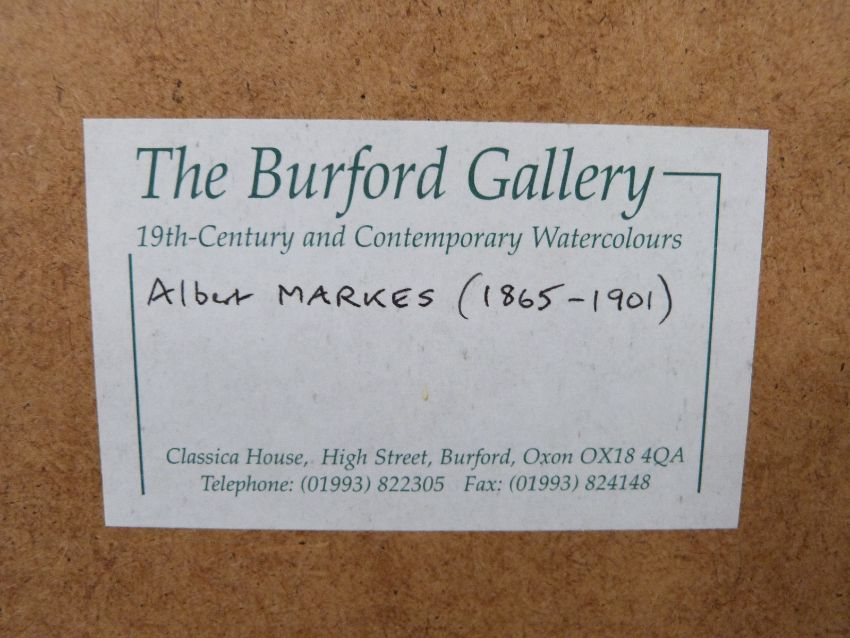 The Burford Gallery
19th-Century and Contemporary Watercolours
Albert MARKES (1865-1901)
Classica House, High Street, Burford, Oxon OX18 4QA
Telephone: (01993) 822305 Fax: (01993) 824148